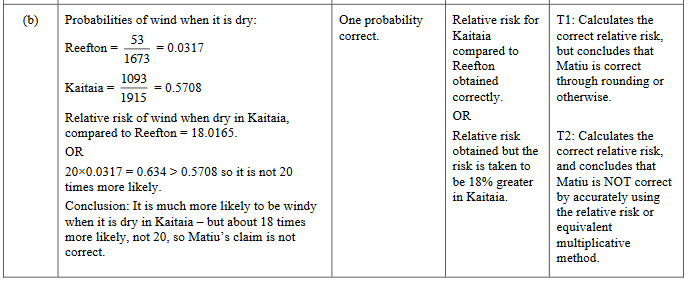 (b)
Probabilities of wind when it is dry:
Reefton = 53/1673 = 0.0317
Kaitaia = 1093/1915 = 0.5708
Relative risk of wind when dry in Kaitaia,
compared to Reefton = 18.0165.
OR
20×0.0317 = 0.634 > 0.5708 so it is not 20
times more likely.
Conclusion: It is much more likely to be windy
when it is dry in Kaitaia – but about 18 times
more likely, not 20, so Matiu's claim is not
correct.
One probability
correct.
Relative risk for
Kaitaia
compared to
Reefton
obtained
correctly.
OR
Relative risk
obtained but the
risk is taken to
be 18% greater
in Kaitaia.
T1: Calculates the
correct relative risk,
but concludes that
Matiu is correct
through rounding or
otherwise.
T2: Calculates the
correct relative risk,
and concludes that
Matiu is NOT correct
by accurately using
the relative risk or
equivalent
multiplicative
method.